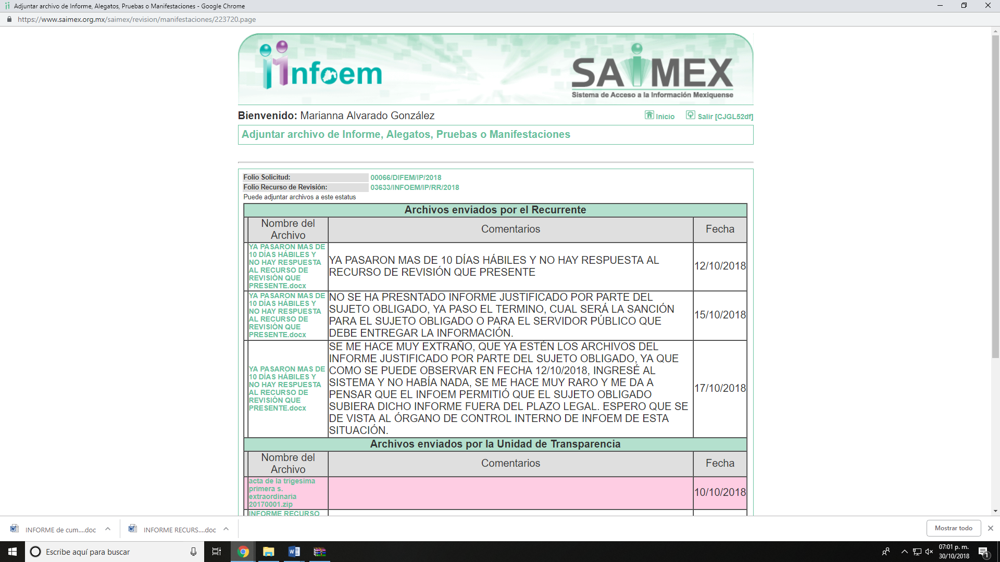 Adjuntar archivo de Informe, Alegatos, Pruebas o Manifestaciones - Google Chrome
https://www.saimex.org.mx/saimex/revision/manifestaciones/223720.page
infoem
SAIMEX
Sistema de Acceso a la Información Mexiquense
Bienvenido: Marianna Alvarado González
Inicio
Salir [CJGL52df]
Adjuntar archivo de Informe, Alegatos, Pruebas o Manifestaciones
Folio Solicitud: 00066/DIFEM/IP/2018
Folio Recurso de Revisión: 03633/INFOEM/IP/RR/2018
Puede adjuntar archivos a este estatus
Archivos enviados por el Recurrente
Nombre del
Archivo
Comentarios
Fecha
YA PASARON MAS DE
10 DÍAS HÁBILES Y
NO HAY RESPUESTA
AL RECURSO DE
REVISIÓN QUE
PRESENTE.docx
YA PASARON MAS DE 10 DÍAS HÁBILES Y NO HAY RESPUESTA AL
RECURSO DE REVISIÓN QUE PRESENTE
12/10/2018
YA PASARON MAS DE
10 DÍAS HÁBILES Y
NO HAY RESPUESTA
AL RECURSO DE
REVISIÓN QUE
PRESENTE.docx
NO SE HA PRESNTADO INFORME JUSTIFICADO POR PARTE DEL
SUJETO OBLIGADO, YA PASO EL TERMINO, CUAL SERÁ LA SANCIÓN
PARA EL SUJETO OBLIGADO O PARA EL SERVIDOR PÚBLICO QUE
DEBE ENTREGAR LA INFORMACIÓN.
15/10/2018
YA PASARON MAS DE
10 DÍAS HÁBILES Y
NO HAY RESPUESTA
AL RECURSO DE
REVISIÓN QUE
PRESENTE.docx
SE ME HACE MUY EXTRAÑO, QUE YA ESTÉN LOS ARCHIVOS DEL
INFORME JUSTIFICADO POR PARTE DEL SUJETO OBLIGADO, YA QUE
COMO SE PUEDE OBSERVAR EN FECHA 12/10/2018, INGRESÉ AL
SISTEMA Y NO HABÍA NADA, SE ME HACE MUY RARO Y ME DA A
PENSAR QUE EL INFOEM PERMITIÓ QUE EL SUJETO OBLIGADO
SUBIERA DICHO INFORME FUERA DEL PLAZO LEGAL. ESPERO QUE SE
DE VISTA AL ÓRGANO DE CONTROL INTERNO DE INFOEM DE ESTA
SITUACIÓN.
17/10/2018
Archivos enviados por la Unidad de Transparencia
Nombre del
Archivo
Comentarios
Fecha
acta de la trigesima
primera s.
extraordinaria
20170001.zip
10/10/2018
INFORME RECURSO
INFORME de cum....doc
INFORME RECURS....doc
Mostrar todo
Escribe aquí para buscar
07:01 p. m.
30/10/2018
1